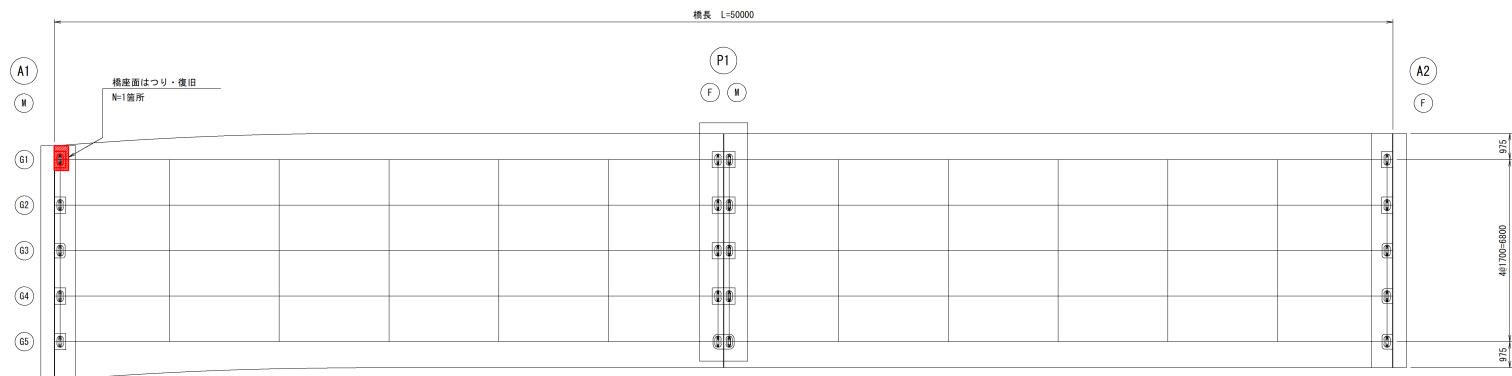 橋長 L=50000
A1
P1
A2
M
F
M
F
橋座面はつり・復旧
N=1箇所
G1
G2
G3
G4
G5
975
4@1700=6800
975